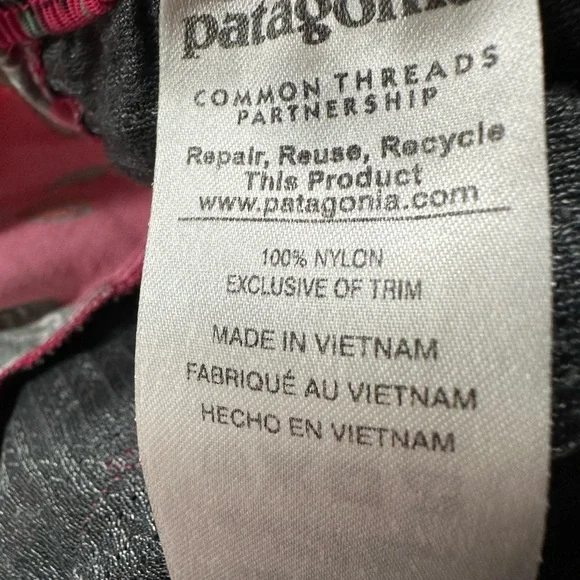 patagonia
COMMON THREADS
PARTNERSHIP
Repair, Reuse, Recycle
This Product
www.patagonia.com
100% NYLON
EXCLUSIVE OF TRIM
MADE IN VIETNAM
FABRIQUÉ AU VIETNAM
HECHO EN VIETNAM